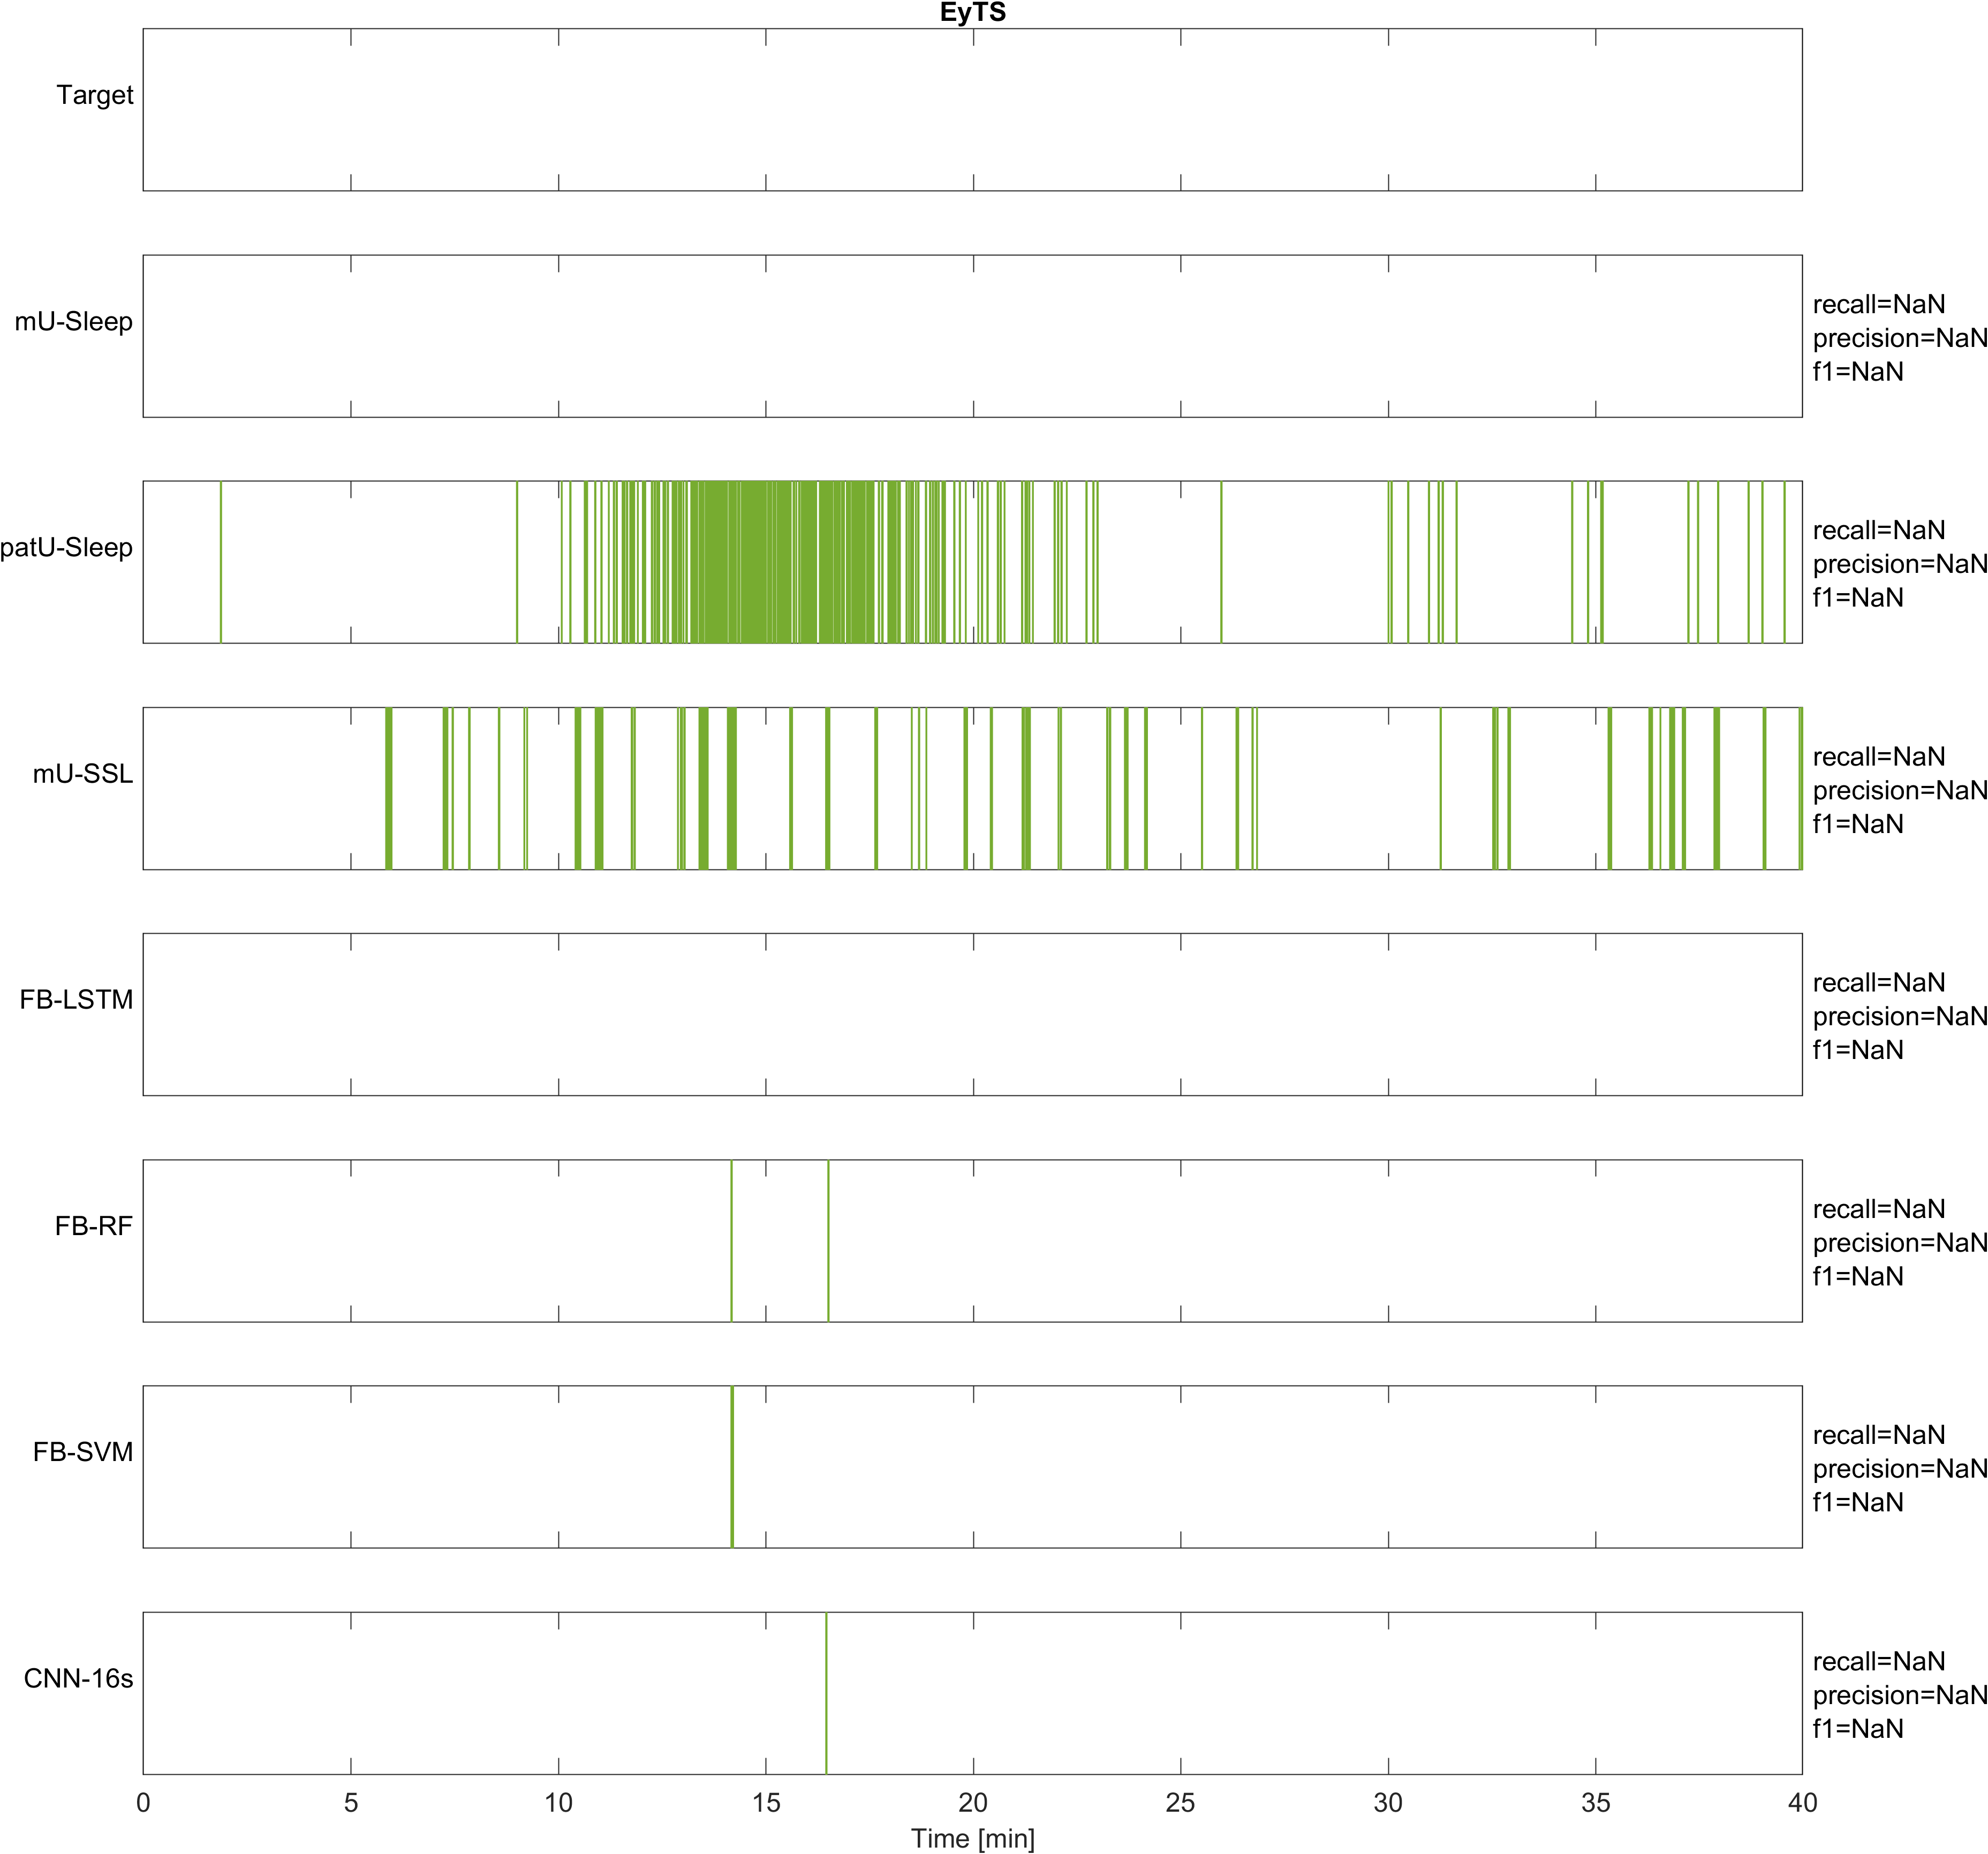 EyTS
Target
mU-Sleep
recall=NaN
precision=NaN
f1=NaN
patU-Sleep
recall=NaN
precision=NaN
f1=NaN
mU-SSL
recall=NaN
precision=NaN
f1=NaN
FB-LSTM
recall=NaN
precision=NaN
f1=NaN
FB-RF
recall=NaN
precision=NaN
f1=NaN
FB-SVM
recall=NaN
precision=NaN
f1=NaN
CNN-16s
recall=NaN
precision=NaN
f1=NaN
0 5 10 15 20 25 30 35 40
Time [min]